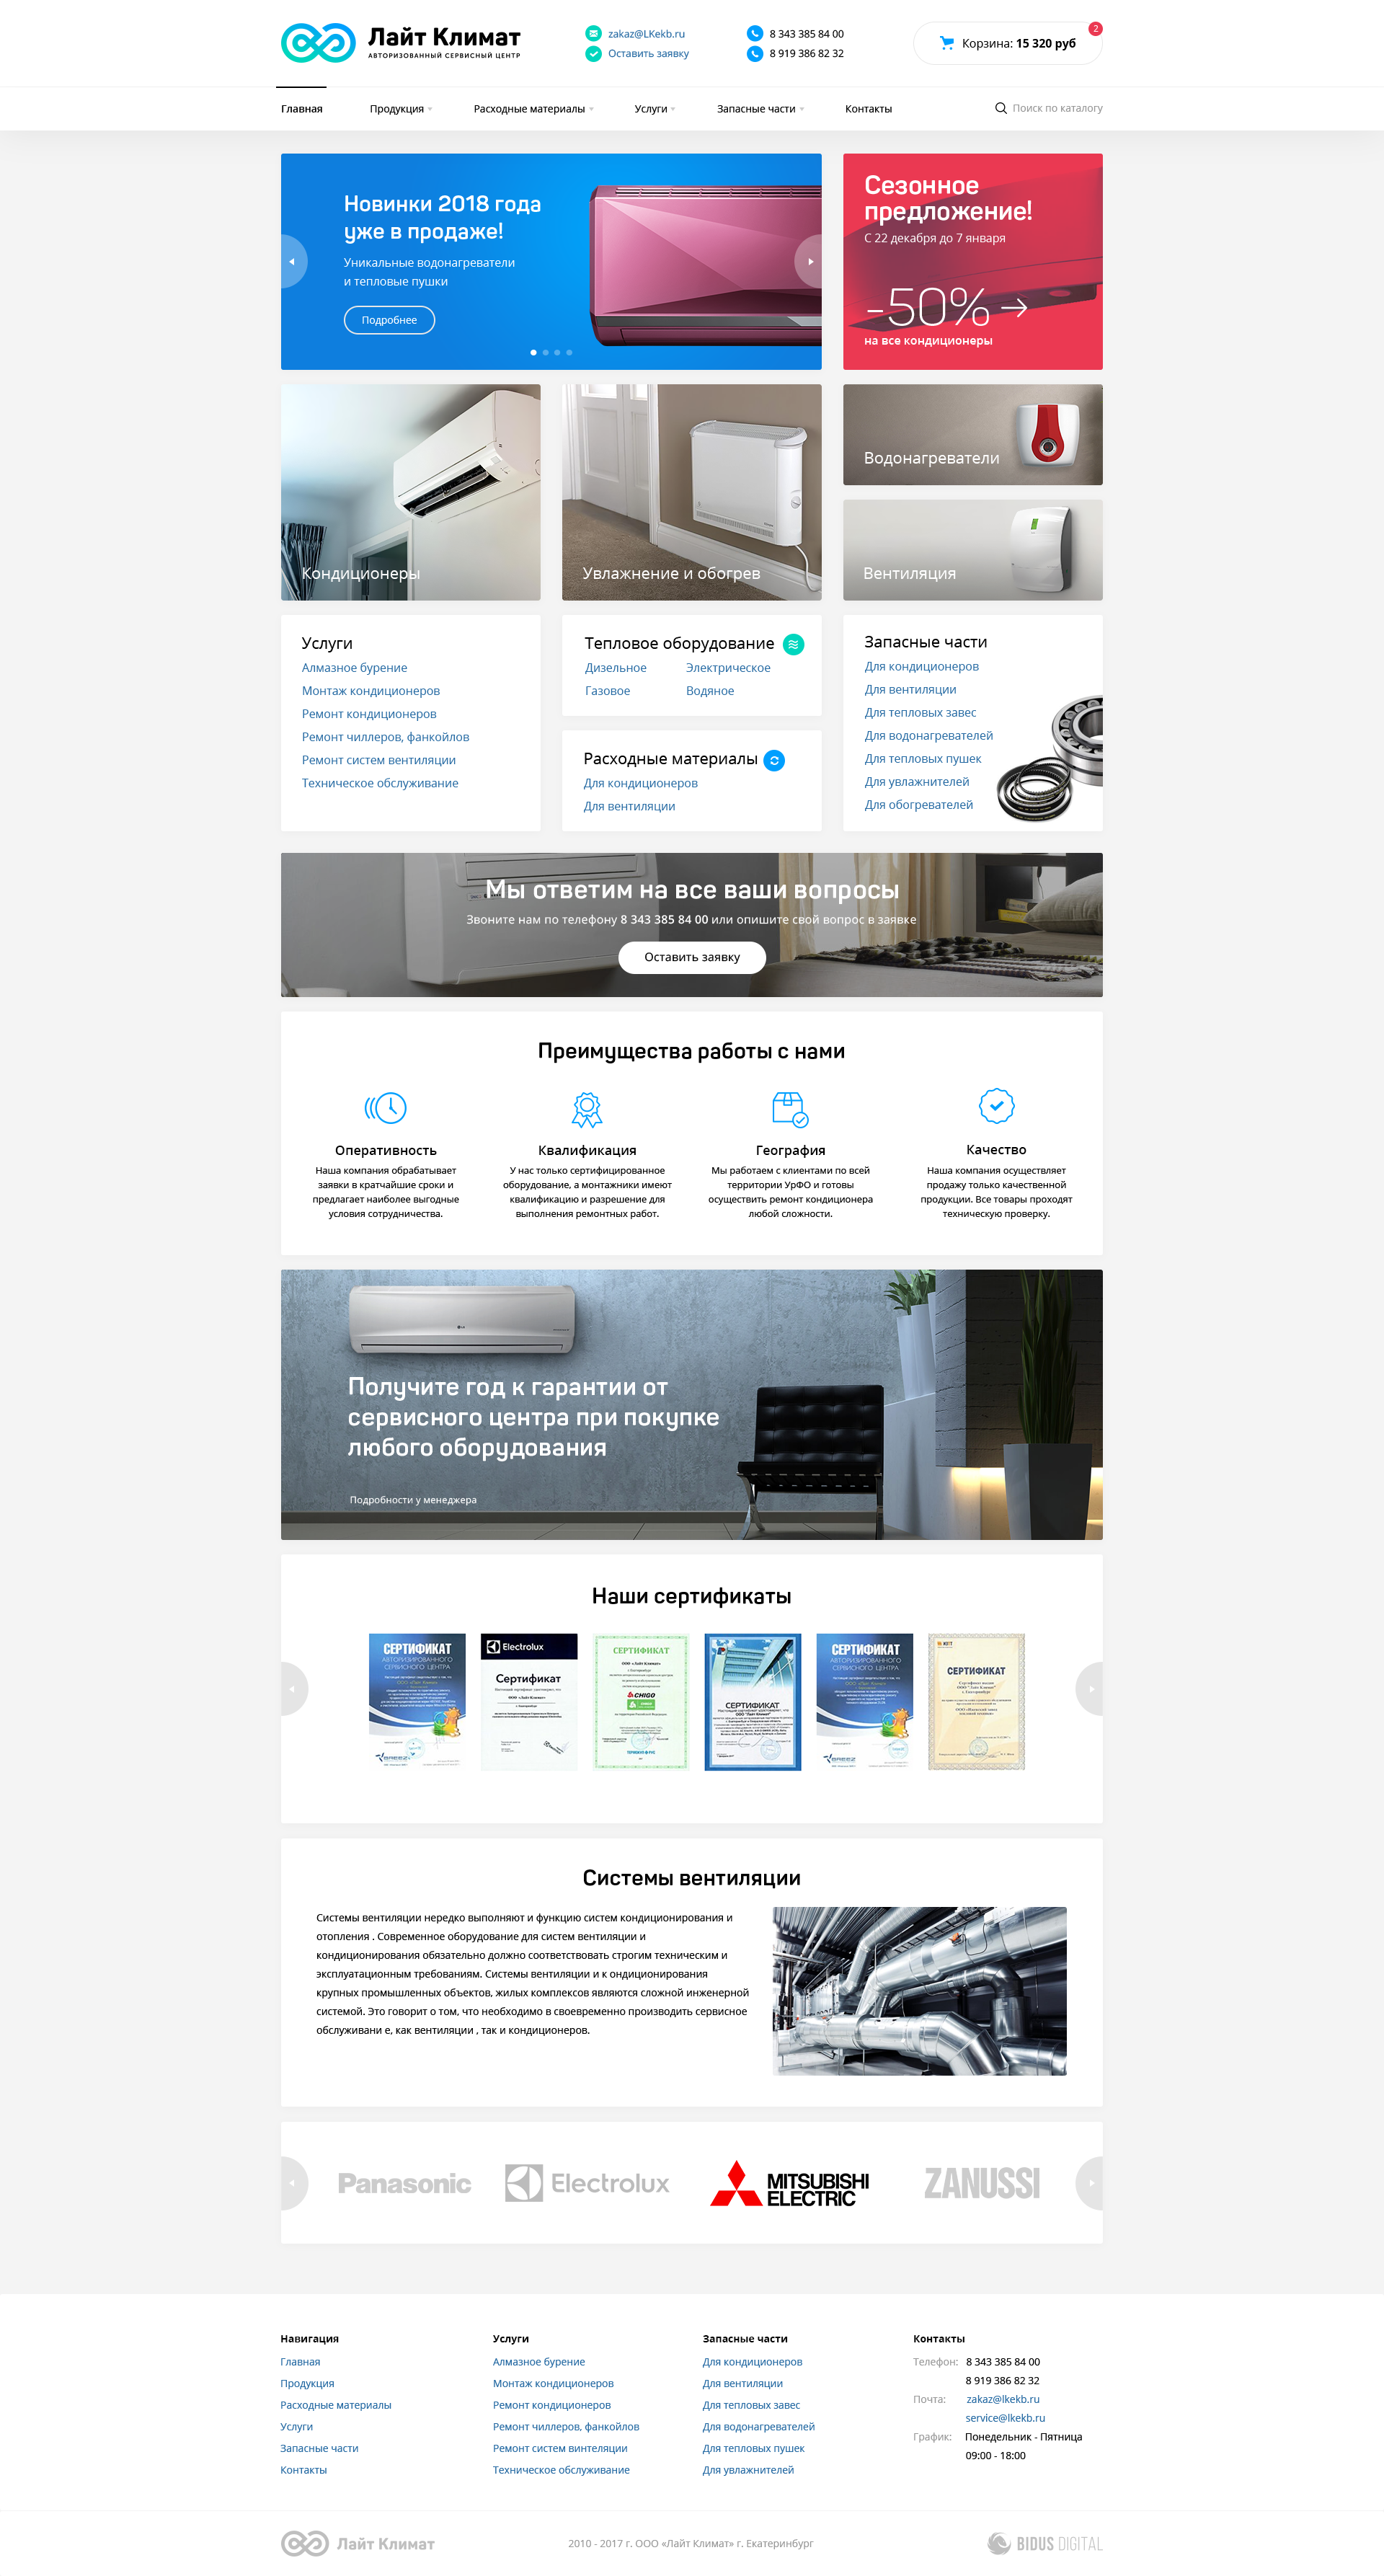 Лайт Климат
АВТОРИЗОВАННЫЙ СЕРВИСНЫЙ ЦЕНТР
zakaz@LKekb.ru
Оставить заявку
8 343 385 84 00
8 919 386 82 32
Корзина: 15 320 руб
2
Главная
Продукция
Расходные материалы
Услуги
Запасные части
Контакты
Поиск по каталогу
Новинки 2018 года
уже в продаже!
Уникальные водонагреватели
и тепловые пушки
Подробнее
Сезонное
предложение!
С 22 декабря до 7 января
-50%
на все кондиционеры
Кондиционеры
Увлажнение и обогрев
Водонагреватели
Вентиляция
Услуги
Алмазное бурение
Монтаж кондиционеров
Ремонт кондиционеров
Ремонт чиллеров, фанкойлов
Ремонт систем вентиляции
Техническое обслуживание
Тепловое оборудование
Дизельное
Электрическое
Газовое
Водяное
Расходные материалы
Для кондиционеров
Для вентиляции
Запасные части
Для кондиционеров
Для вентиляции
Для тепловых завес
Для водонагревателей
Для тепловых пушек
Для увлажнителей
Для обогревателей
Мы ответим на все ваши вопросы
Звоните нам по телефону 8 343 385 84 00 или опишите свой вопрос в заявке
Оставить заявку
Преимущества работы с нами
Оперативность
Наша компания обрабатывает
заявки в кратчайшие сроки и
предлагает наиболее выгодные
условия сотрудничества.
Квалификация
У нас только сертифицированное
оборудование, а монтажники имеют
квалификацию и разрешение для
выполнения ремонтных работ.
География
Мы работаем с клиентами по всей
территории УрФО и готовы
осуществить ремонт кондиционера
любой сложности.
Качество
Наша компания осуществляет
продажу только качественной
продукции. Все товары проходят
техническую проверку.
Получите год к гарантии от
сервисного центра при покупке
любого оборудования
Подробности у менеджера
Наши сертификаты
СЕРТИФИКАТ
АВТОРИЗОВАННОГО
СЕРВИСНОГО ЦЕНТРА
BREEZ
Electrolux
Сертификат
ООО «Лайт Климат»
СЕРТИФИКАТ
ООО «Лайт Климат»
CHIGO
СЕРТИФИКАТ
СЕРТИФИКАТ
АВТОРИЗОВАННОГО
СЕРВИСНОГО ЦЕНТРА
BREEZ
СЕРТИФИКАТ
Системы вентиляции
Системы вентиляции нередко выполняют и функцию систем кондиционирования и
отопления . Современное оборудование для систем вентиляции и
кондиционирования обязательно должно соответствовать строгим техническим и
эксплуатационным требованиям. Системы вентиляции и к ондиционирования
крупных промышленных объектов, жилых комплексов являются сложной инженерной
системой. Это говорит о том, что необходимо в своевременно производить сервисное
обслуживани е, как вентиляции , так и кондиционеров.
Panasonic
Electrolux
MITSUBISHI
ELECTRIC
ZANUSSI
Навигация
Главная
Продукция
Расходные материалы
Услуги
Запасные части
Контакты
Услуги
Алмазное бурение
Монтаж кондиционеров
Ремонт кондиционеров
Ремонт чиллеров, фанкойлов
Ремонт систем винтеляции
Техническое обслуживание
Запасные части
Для кондиционеров
Для вентиляции
Для тепловых завес
Для водонагревателей
Для тепловых пушек
Для увлажнителей
Контакты
Телефон: 8 343 385 84 00
8 919 386 82 32
Почта: zakaz@lkekb.ru
service@lkekb.ru
График: Понедельник - Пятница
09:00 - 18:00
Лайт Климат
2010 - 2017 г. ООО «Лайт Климат» г. Екатеринбург
BIDUS DIGITAL